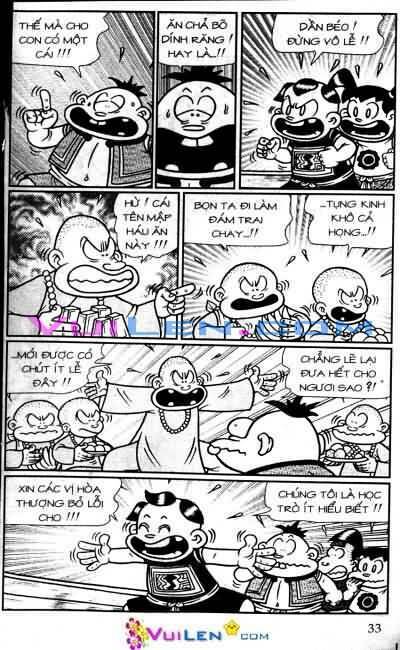 THẾ MÀ CHO
CON CÓ MỘT
CÁI !!!
ĂN CHẢ BÕ
DÍNH RĂNG !
HAY LÀ...!!
DẦN BÉO !
ĐỪNG VÔ LỄ !!
HỪ ! CÁI
TÊN MẬP
HÁU ĂN
NÀY !!!
BỌN TA ĐI LÀM
ĐÁM TRAI
CHAY...!!
...TỤNG KINH
KHÔ CẢ
HỌNG...!!
VUILEN.COM
...MỚI ĐƯỢC CÓ
CHÚT ÍT LỄ
ĐÂY !!
CHẲNG LẼ LẠI
ĐƯA HẾT CHO
NGƯƠI SAO ?!
XIN CÁC VỊ HÒA
THƯỢNG BỎ LỖI
CHO !!!
CHÚNG TÔI LÀ HỌC
TRÒ ÍT HIỂU BIẾT !!
33
VUILEN.COM